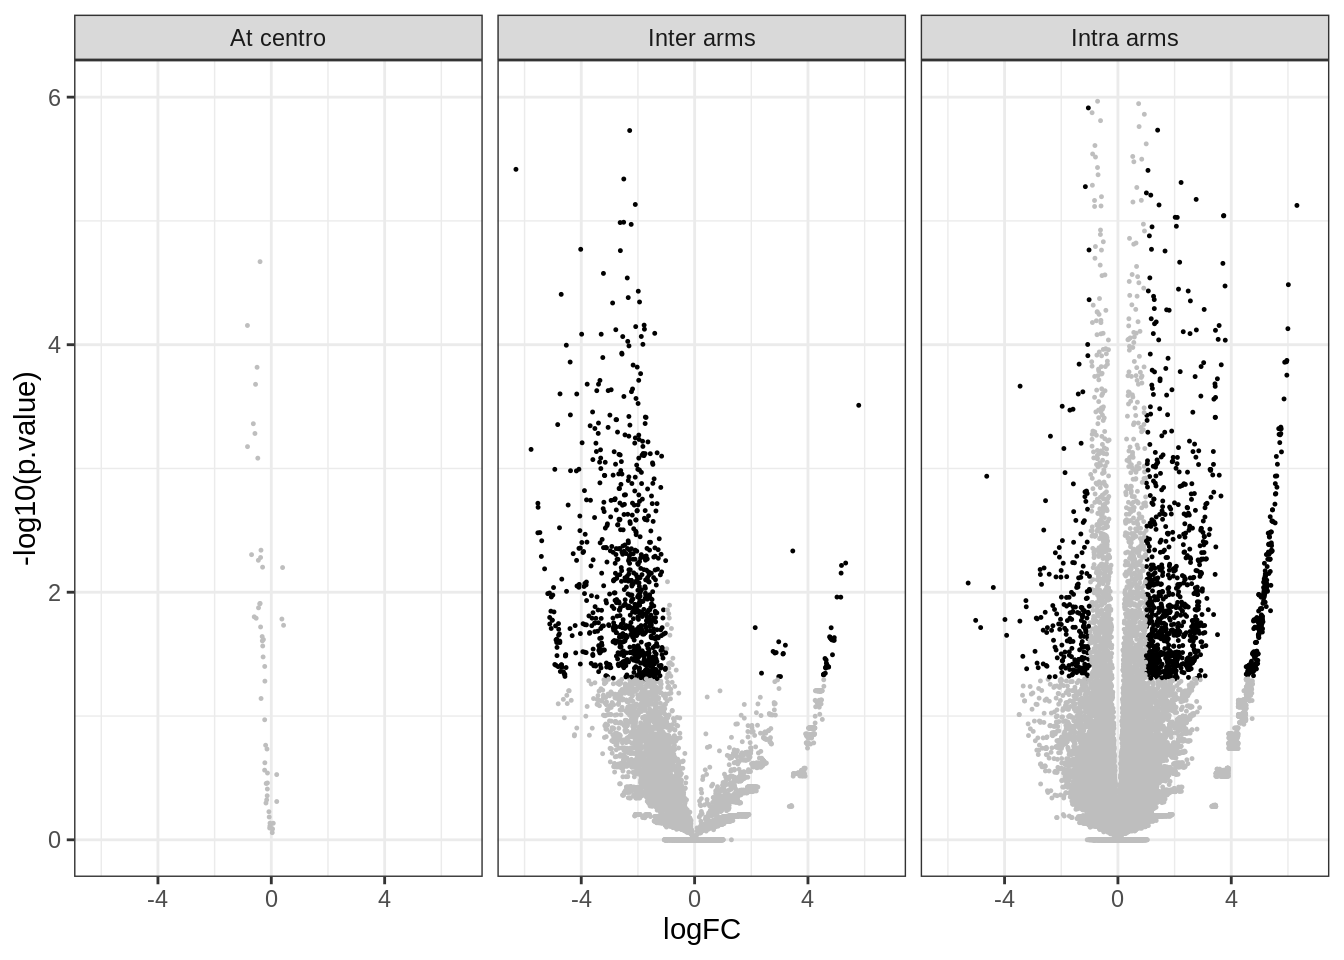 At centro
Inter arms
Intra arms
6
4
2
0
-log10(p.value)
-4 0 4
-4 0 4
-4 0 4
logFC